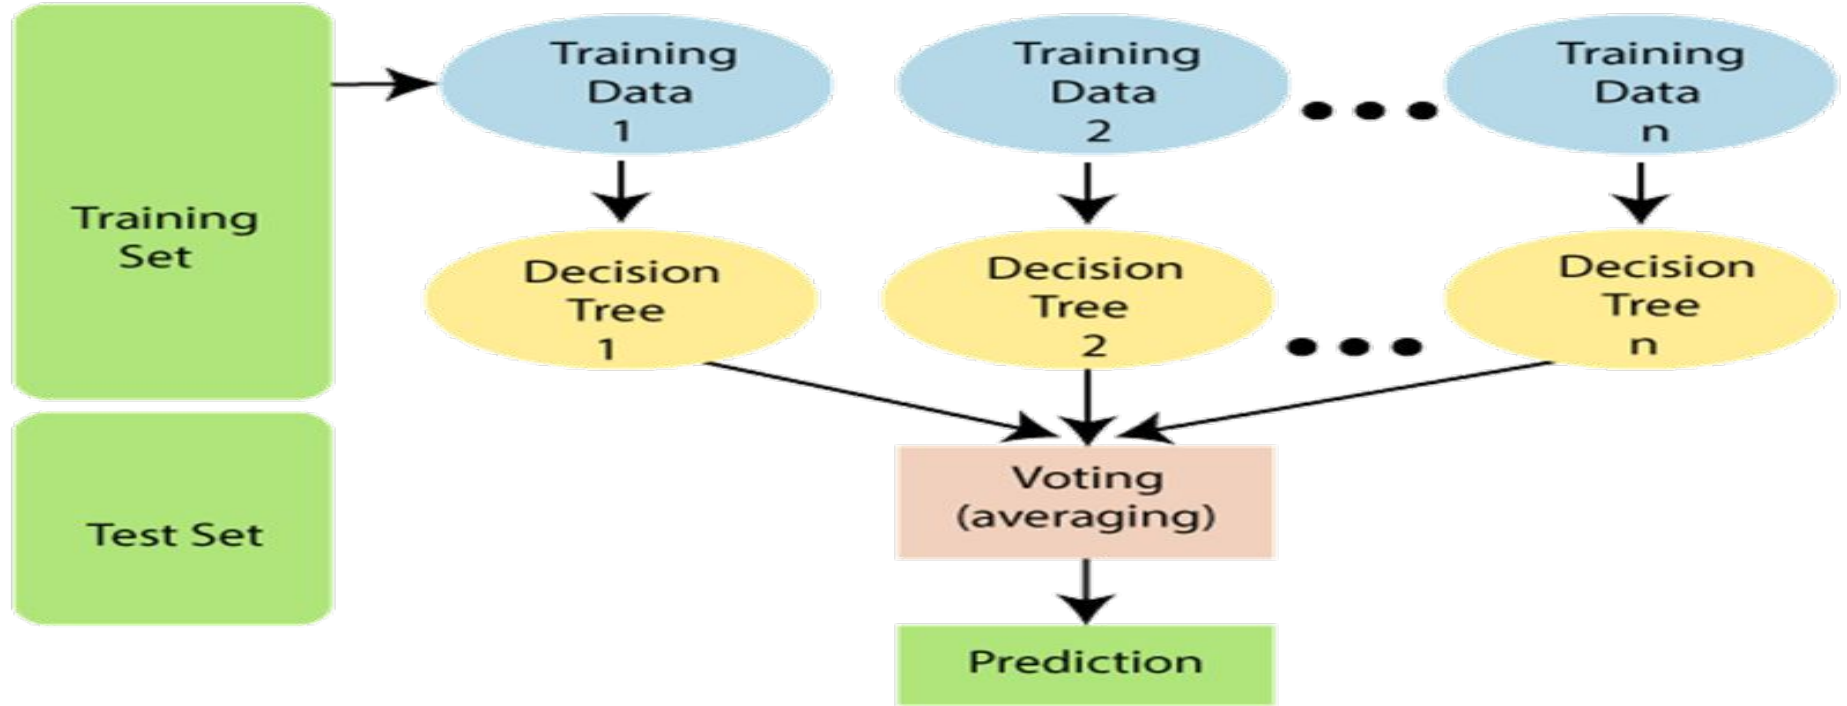 Training
Set
Test Set
Training
Data
1
Training
Data
2
Training
Data
n
Decision
Tree
1
Decision
Tree
2
Decision
Tree
n
Voting
(averaging)
Prediction